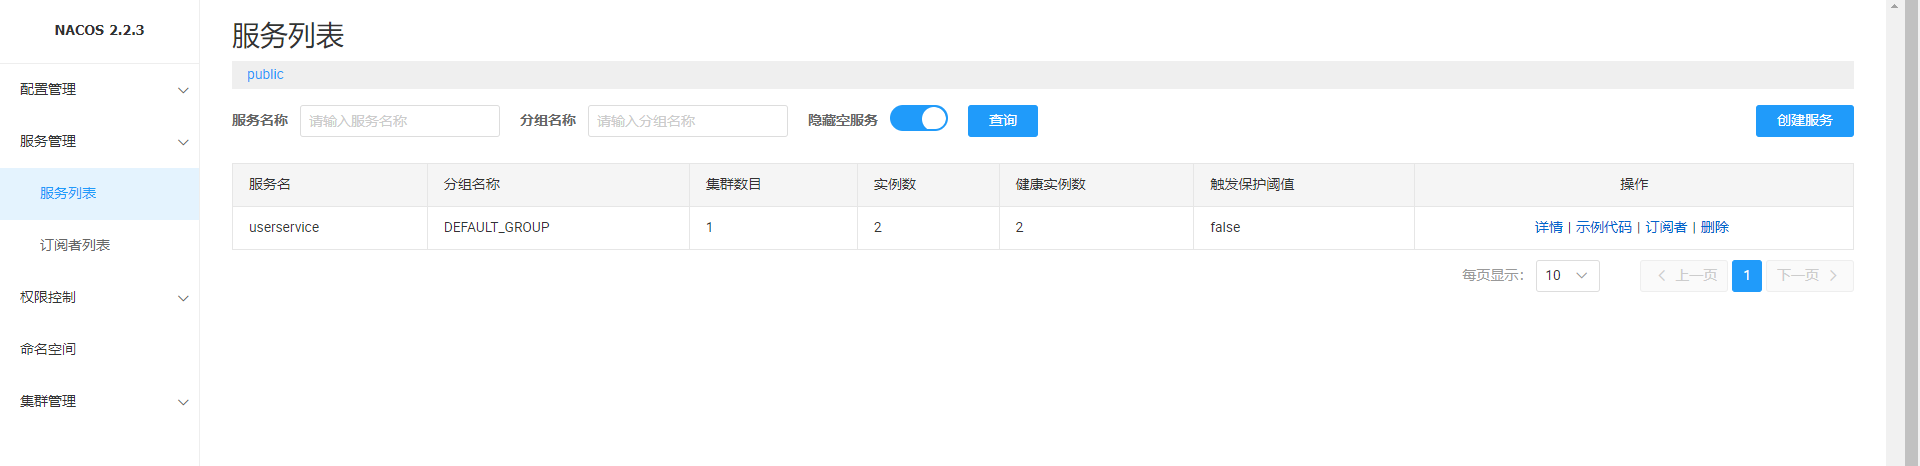 NACOS 2.2.3
配置管理
服务管理
服务列表
订阅者列表
权限控制
命名空间
集群管理
服务列表
public
服务名称 请输入服务名称 分组名称 请输入分组名称 隐藏空服务 查询 创建服务
服务名 分组名称 集群数目 实例数 健康实例数 触发保护阈值 操作
userservice DEFAULT_GROUP 1 2 2 false 详情 | 示例代码 | 订阅者 | 删除
每页显示: 10 上一页 1 下一页